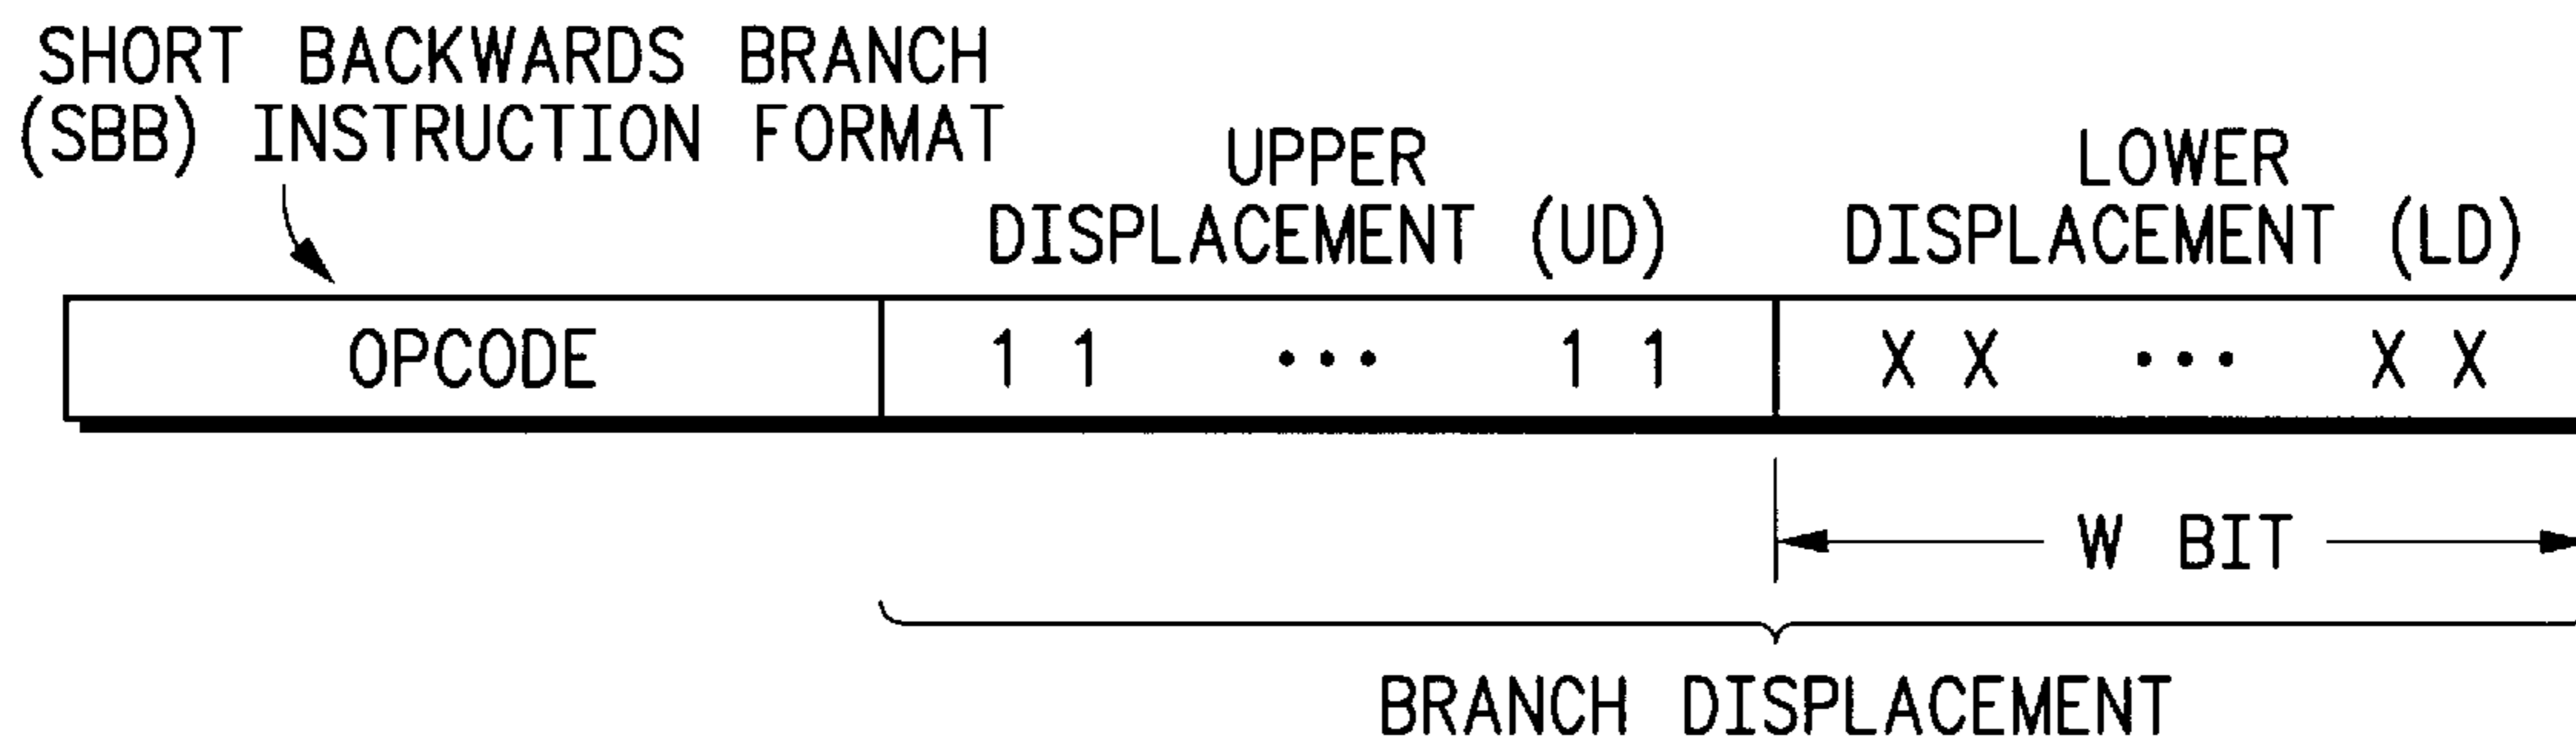 SHORT BACKWARDS BRANCH
(SBB) INSTRUCTION FORMAT
UPPER
DISPLACEMENT (UD)
LOWER
DISPLACEMENT (LD)
OPCODE
1 1 ... 1 1
X X ... X X
W BIT
BRANCH DISPLACEMENT